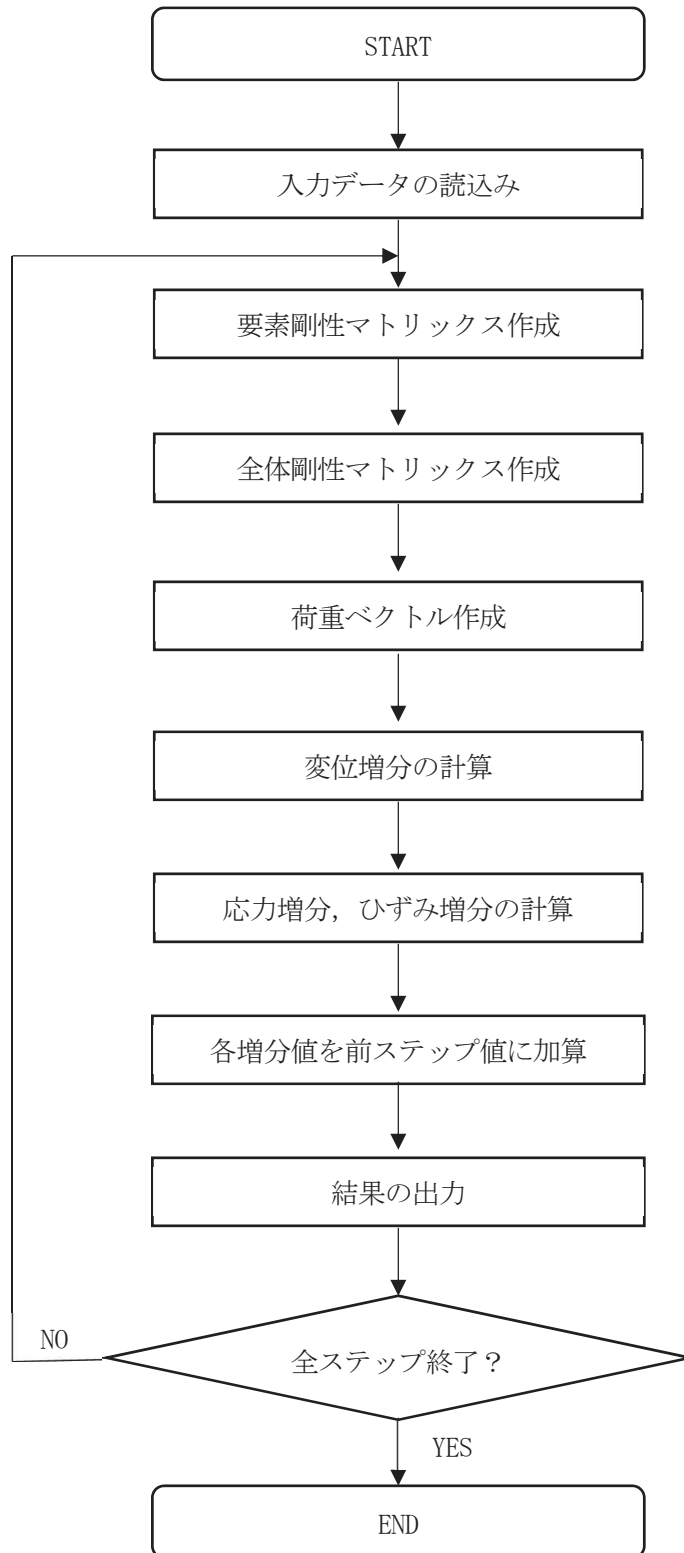 START
入力データの読込み
要素剛性マトリックス作成
全体剛性マトリックス作成
荷重ベクトル作成
変位増分の計算
応力増分，ひずみ増分の計算
各増分値を前ステップ値に加算
結果の出力
NO
全ステップ終了？
YES
END